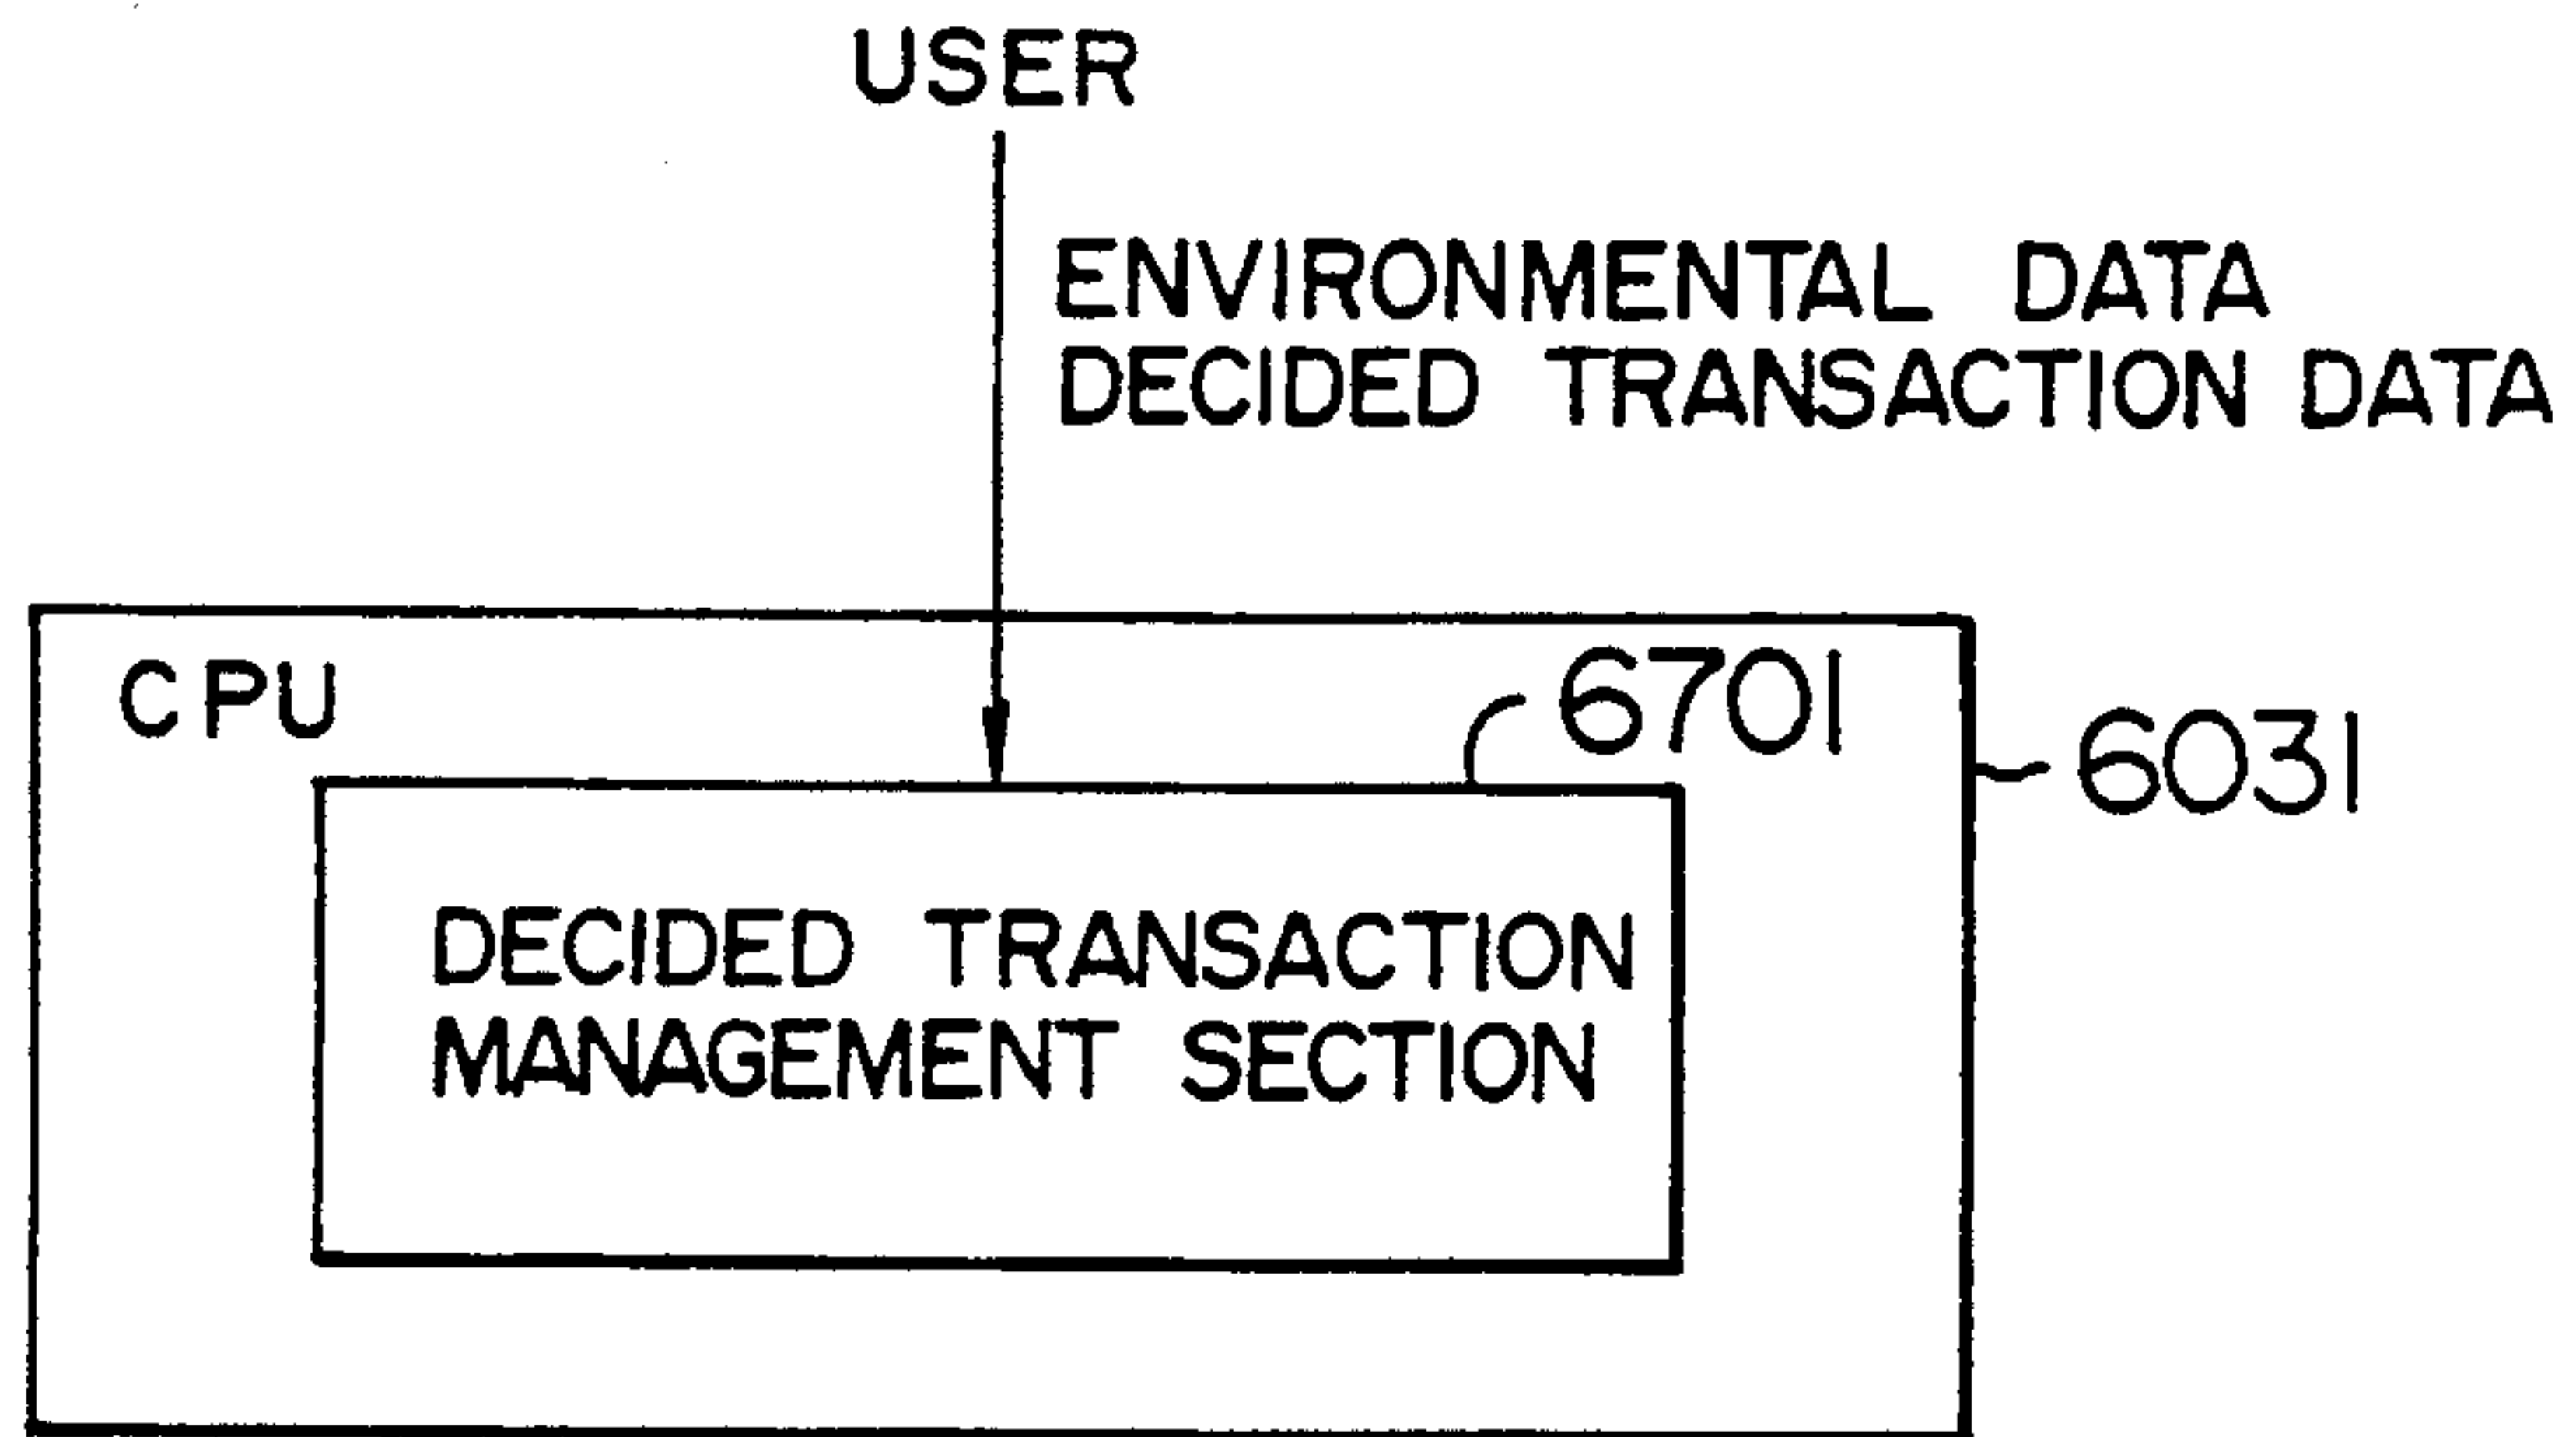 USER
ENVIRONMENTAL DATA
DECIDED TRANSACTION DATA
CPU
6701
6031
DECIDED TRANSACTION
MANAGEMENT SECTION